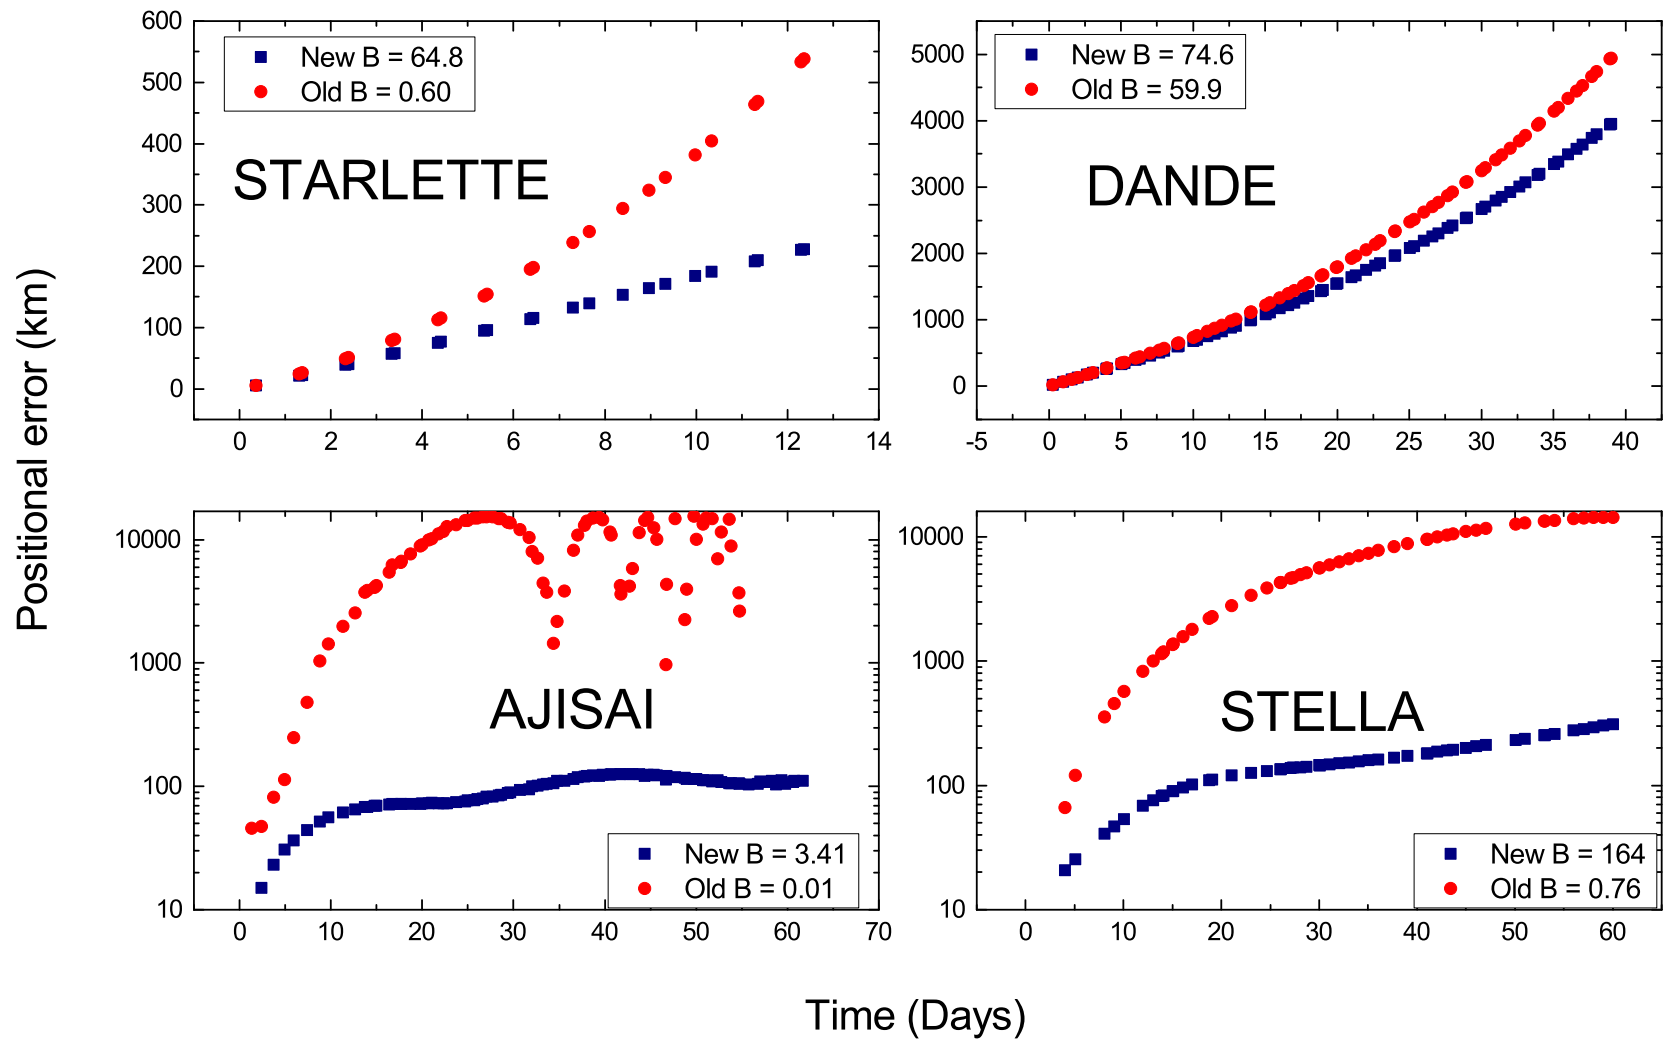 Positional error (km)
600
500
400
300
200
100
0
New B = 64.8
Old B = 0.60
STARLETTE
0 2 4 6 8 10 12 14
5000
4000
3000
2000
1000
0
New B = 74.6
Old B = 59.9
DANDE
-5 0 5 10 15 20 25 30 35 40
10000
1000
100
10
AJISAI
New B = 3.41
Old B = 0.01
0 10 20 30 40 50 60 70
10000
1000
100
10
STELLA
New B = 164
Old B = 0.76
0 10 20 30 40 50 60
Time (Days)